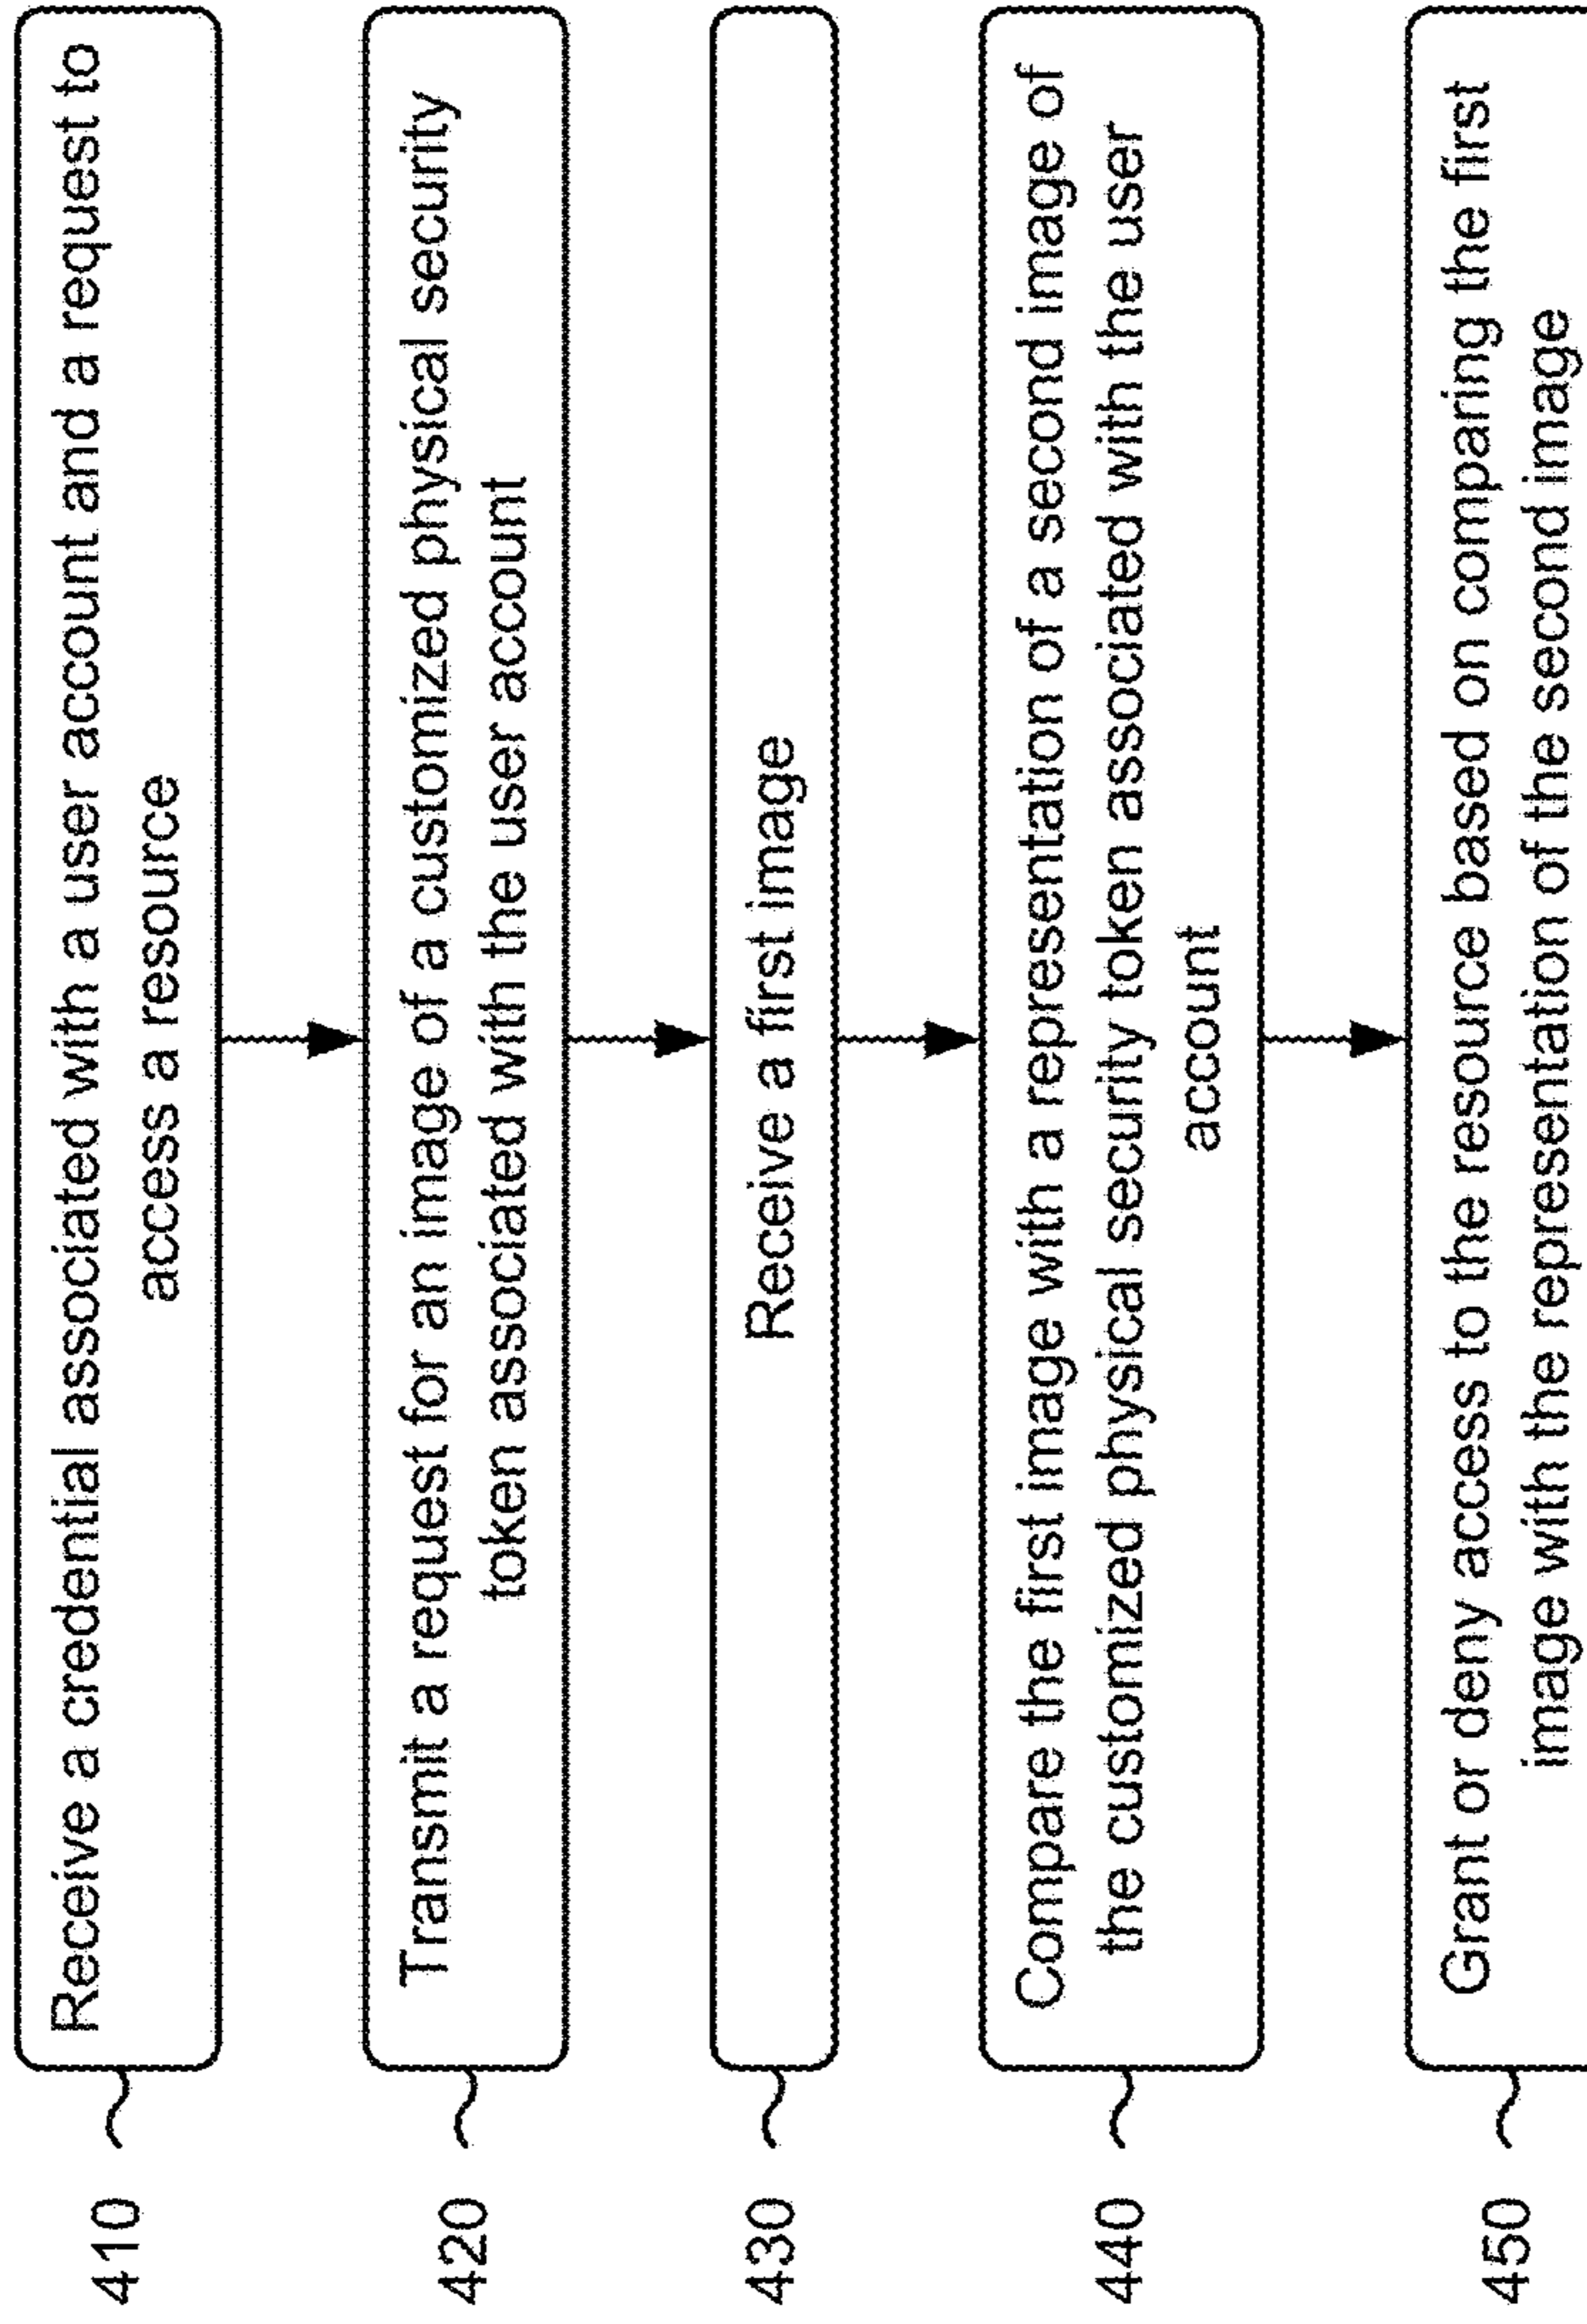 410
Receive a credential associated with a user account and a request to
access a resource
420
Transmit a request for an image of a customized physical security
token associated with the user account
430
Receive a first image
440
Compare the first image with a representation of a second image of
the customized physical security token associated with the user
account
450
Grant or deny access to the resource based on comparing the first
image with the representation of the second image